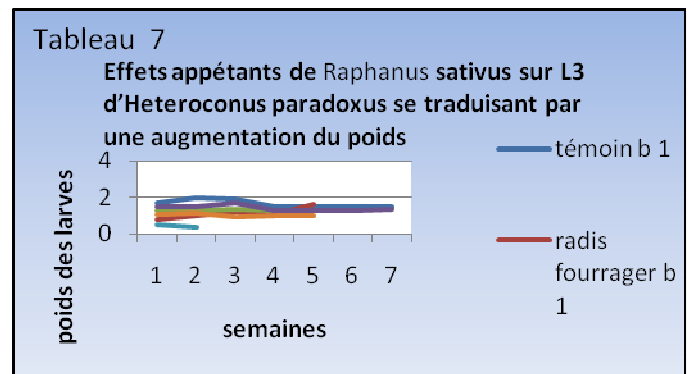 Tableau 7
Effets appétants de Raphanus sativus sur L3
d'Heteroconus paradoxus se traduisant par
une augmentation du poids
4
2
0
poids des larves
1 2 3 4 5 6 7
semaines
témoin b 1
radis
fourrager b
1